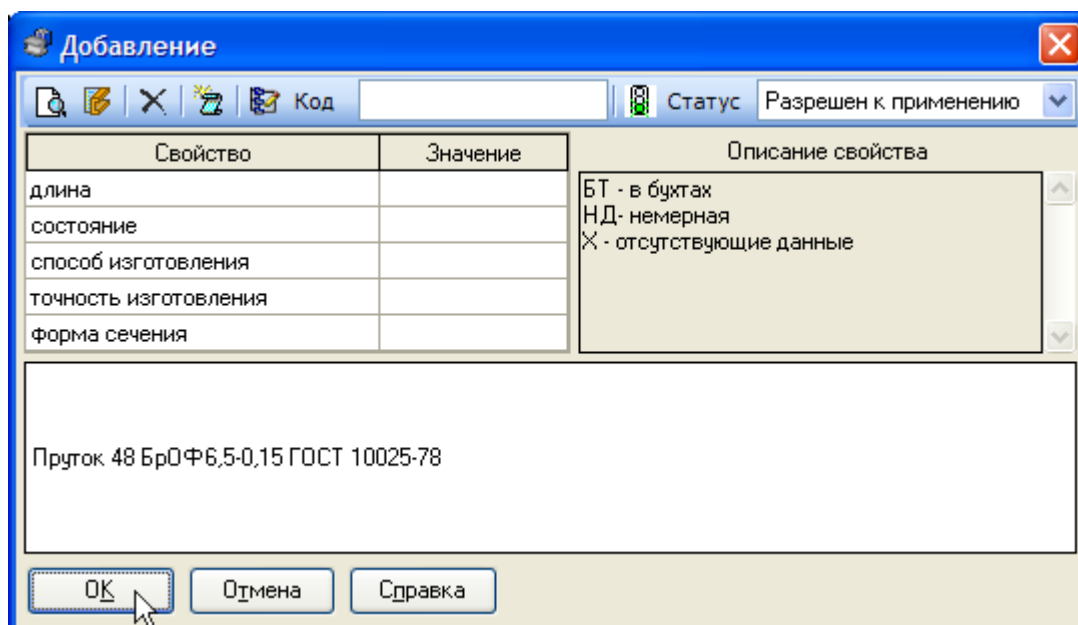 Добавление
Код Статус Разрешен к применению
Свойство Значение Описание свойства
длина
состояние
способ изготовления
точность изготовления
форма сечения
БТ - в бухтах
НД- немерная
Х - отсутствующие данные
Пруток 48 БрОФ6,5-0,15 ГОСТ 10025-78
OK Отмена Справка